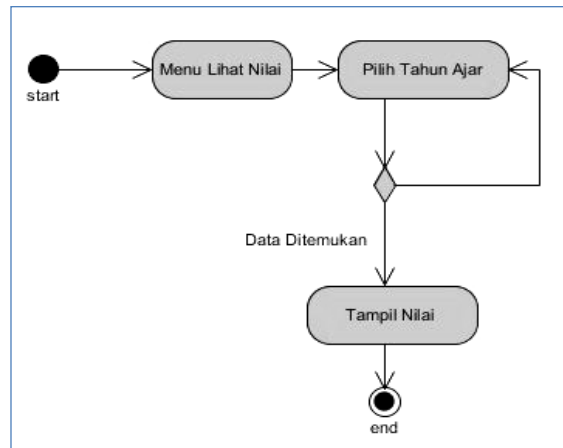 Menu Lihat Nilai
Pilih Tahun Ajar
start
Data Ditemukan
Tampil Nilai
end